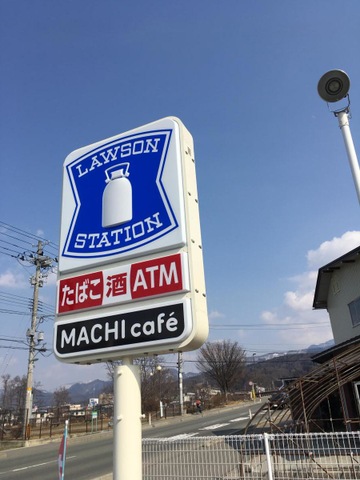 LAWSON
STATION
たばこ 酒 ATM
MACHI café